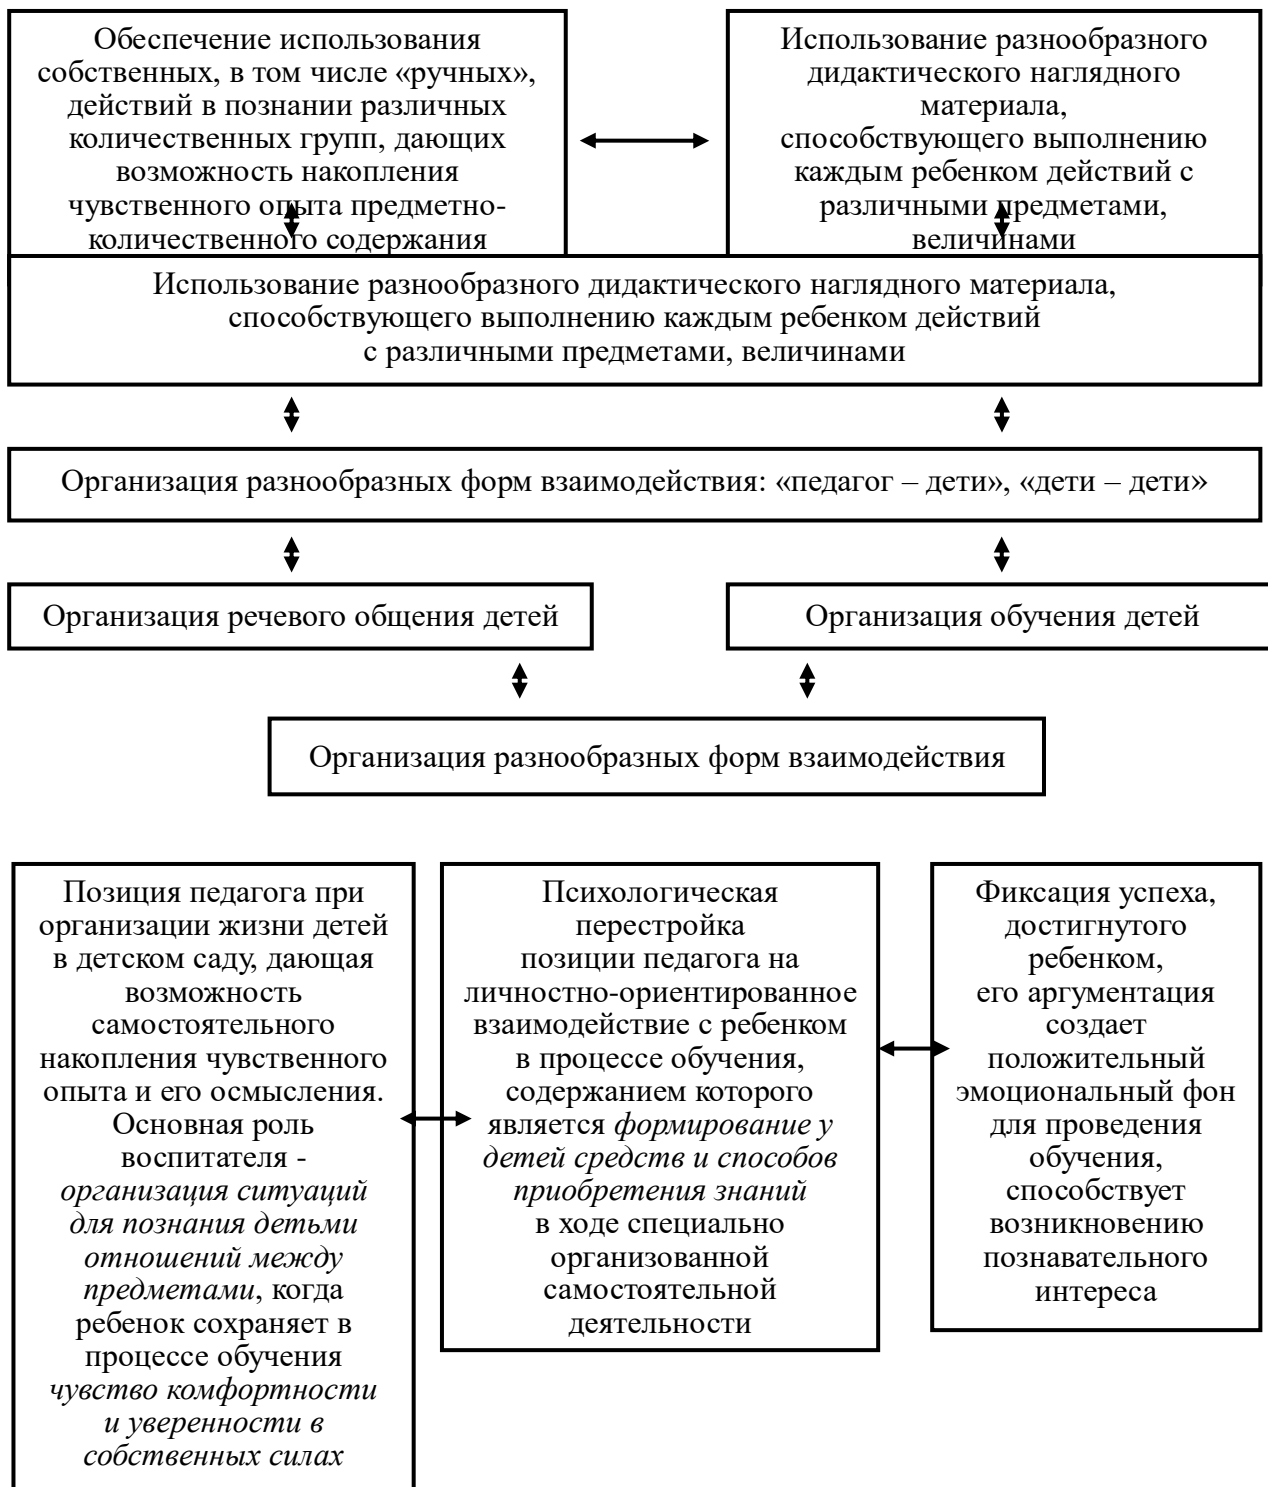 Обеспечение использования
собственных, в том числе «ручных»,
действий в познании различных
количественных групп, дающих
возможность накопления
чувственного опыта предметно-
количественного содержания
Использование разнообразного
дидактического наглядного
материала,
способствующего выполнению
каждым ребенком действий с
различными предметами,
величинами
Использование разнообразного дидактического наглядного материала,
способствующего выполнению каждым ребенком действий
с различными предметами, величинами
Организация разнообразных форм взаимодействия: «педагог – дети», «дети – дети»
Организация речевого общения детей
Организация обучения детей
Организация разнообразных форм взаимодействия
Позиция педагога при
организации жизни детей
в детском саду, дающая
возможность
самостоятельного
накопления чувственного
опыта и его осмысления.
Основная роль
воспитателя -
организация ситуаций
для познания детьми
отношений между
предметами, когда
ребенок сохраняет в
процессе обучения
чувство комфортности
и уверенности в
собственных силах
Психологическая
перестройка
позиции педагога на
личностно-ориентированное
взаимодействие с ребенком
в процессе обучения,
содержанием которого
является формирование у
детей средств и способов
приобретения знаний
в ходе специально
организованной
самостоятельной
деятельности
Фиксация успеха,
достигнутого
ребенком,
его аргументация
создает
положительный
эмоциональный фон
для проведения
обучения,
способствует
возникновению
познавательного
интереса